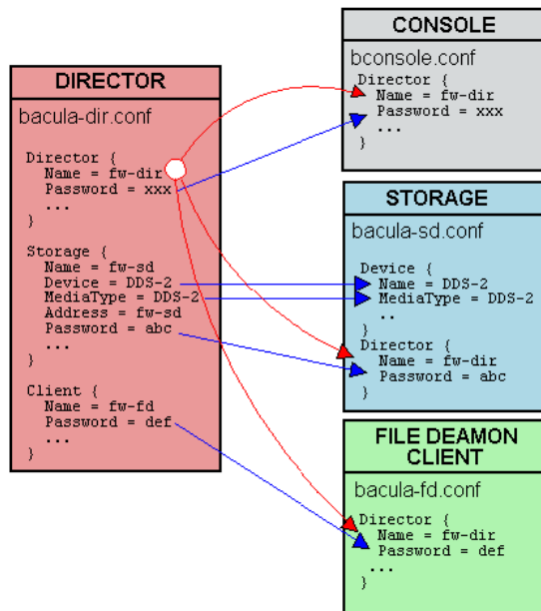 DIRECTOR
bacula-dir.conf
Director {
Name = fw-dir
Password = xxx
...
}
Storage {
Name = fw-sd
Device = DDS-2
MediaType = DDS-2
Address = fw-sd
Password = abc
...
}
Client {
Name = fw-fd
Password = def
...
}
CONSOLE
bconsole.conf
Director {
Name = fw-dir
Password = xxx
...
}
STORAGE
bacula-sd.conf
Device {
Name = DDS-2
MediaType = DDS-2
..
}
Director {
Name = fw-dir
Password = abc
}
FILE DEAMON
CLIENT
bacula-fd.conf
Director {
Name = fw-dir
Password = def
...
}